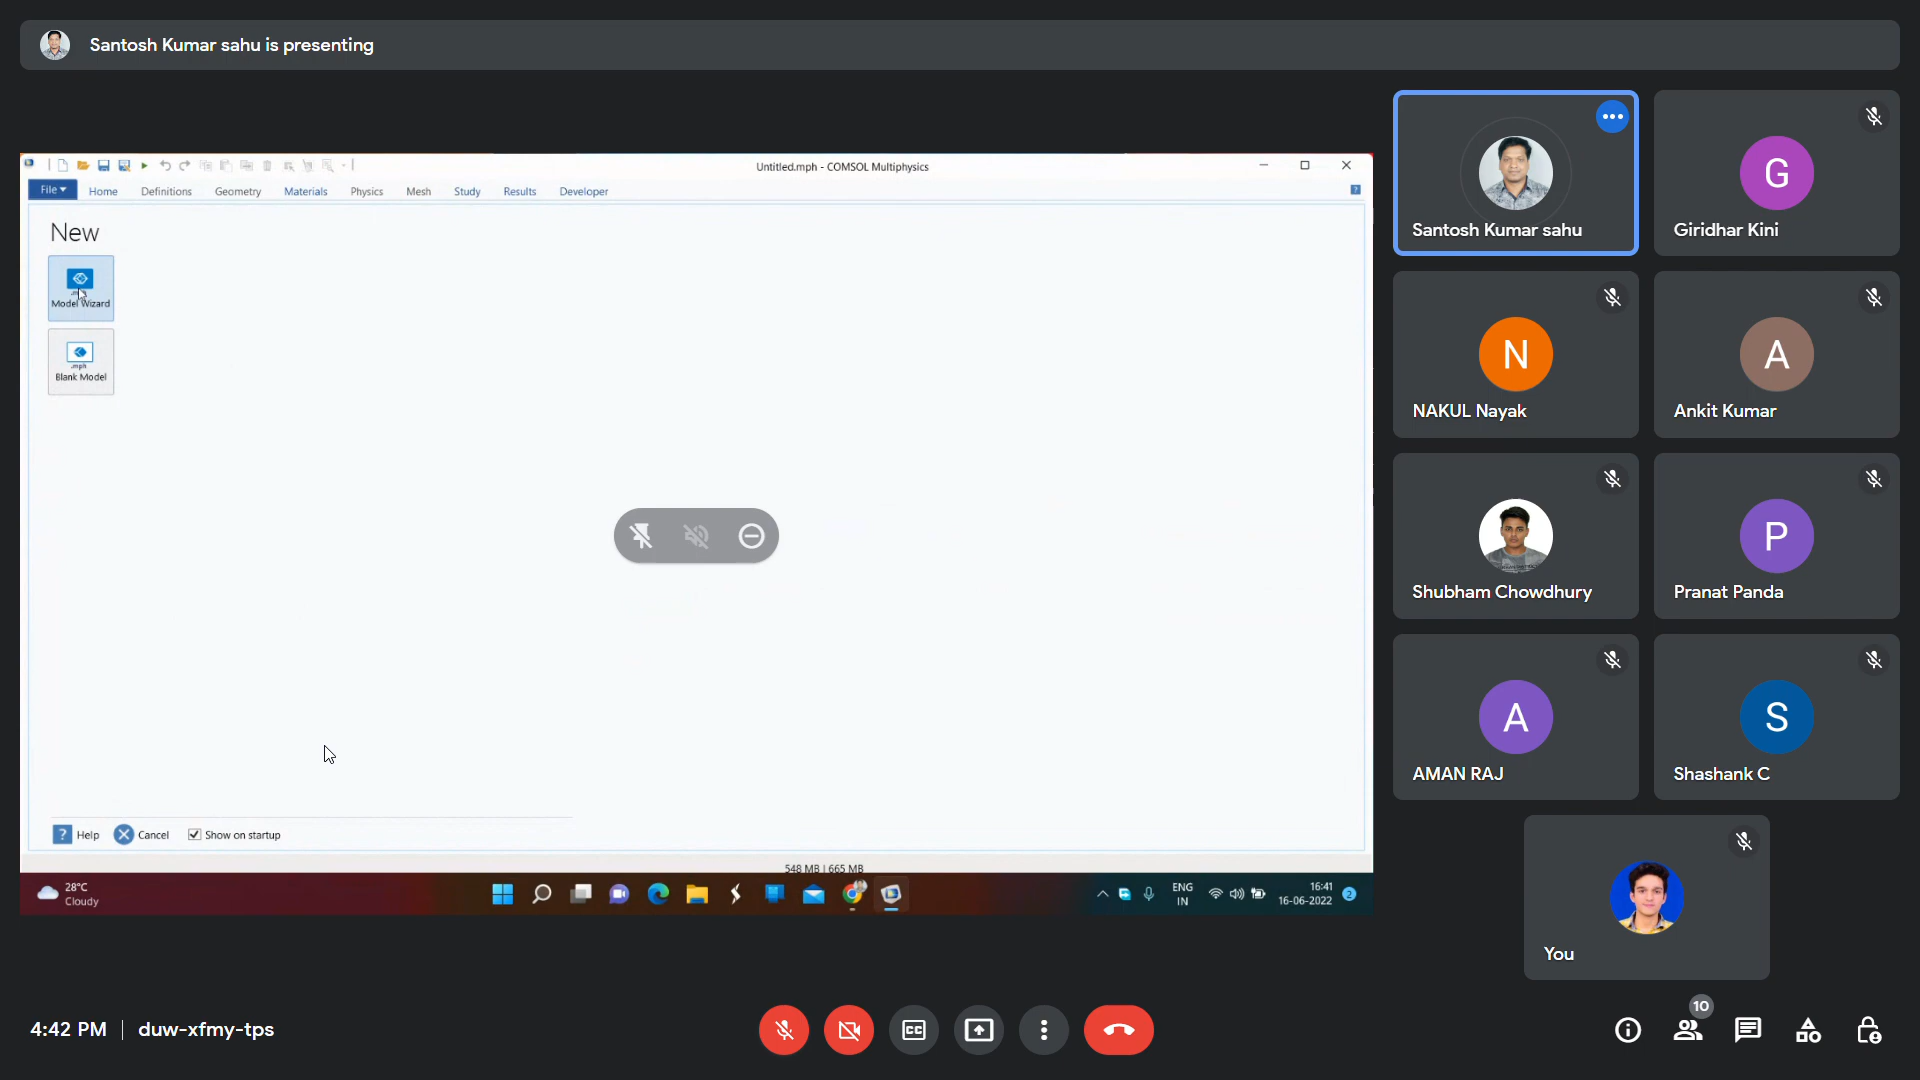 Santosh Kumar sahu is presenting
Untitled.mph - COMSOL Multiphysics
File Home Definitions Geometry Materials Physics Mesh Study Results Developer
New
Model Wizard
.mph
Blank Model
Help Cancel Show on startup
548 MB | 665 MB
28°C
Cloudy
ENG
IN
16:41
16-06-2022
2
Santosh Kumar sahu
G
Giridhar Kini
N
NAKUL Nayak
A
Ankit Kumar
Shubham Chowdhury
P
Pranat Panda
A
AMAN RAJ
S
Shashank C
You
4:42 PM | duw-xfmy-tps
CC
10